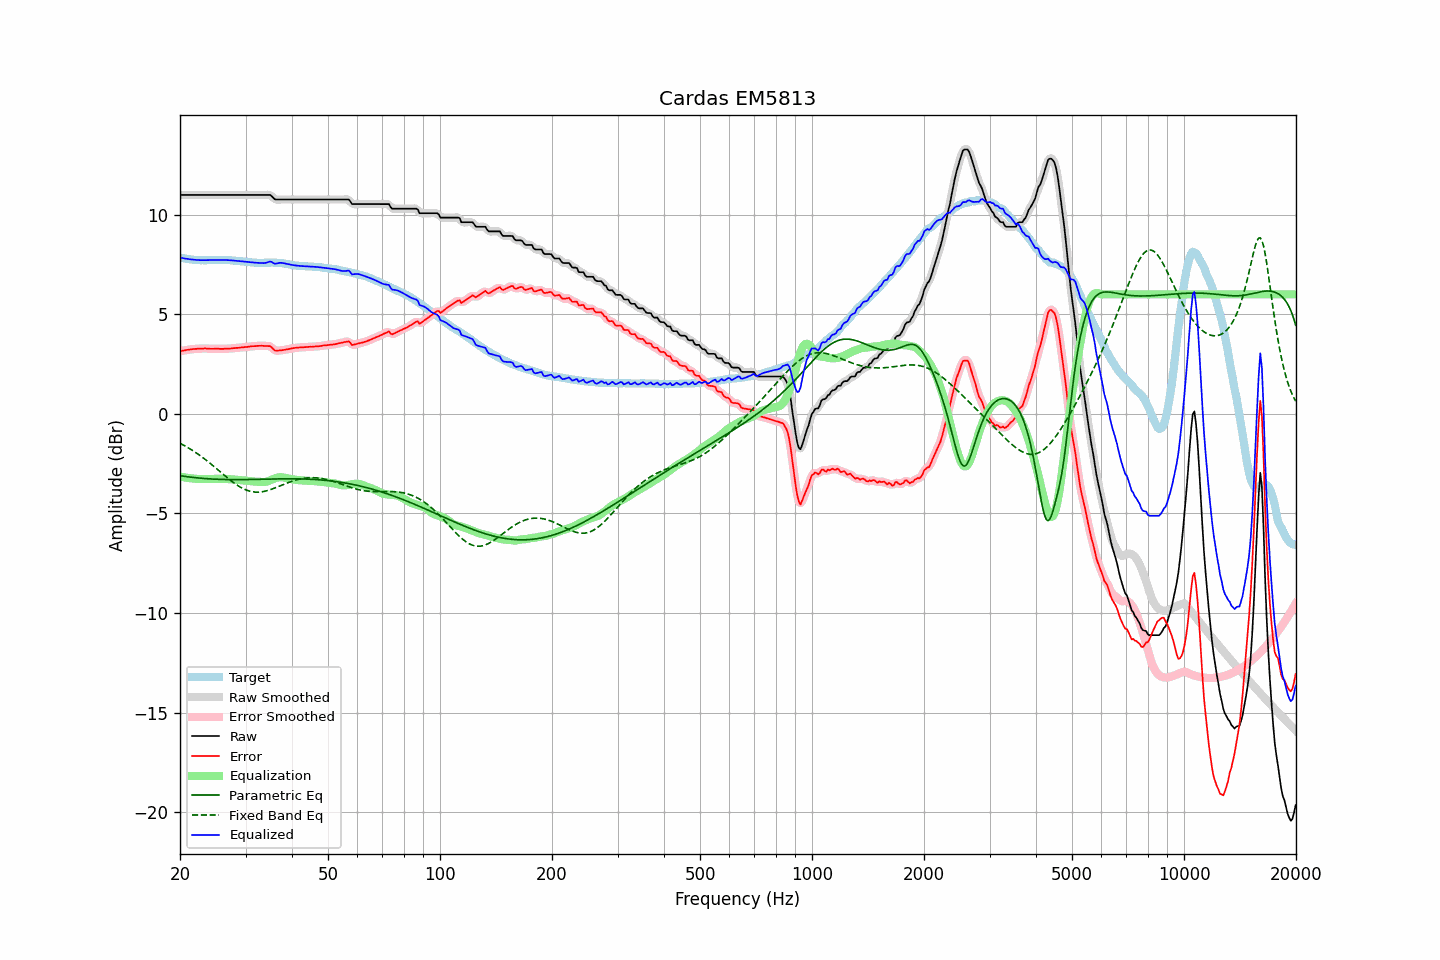 Cardas EM5813
Amplitude (dBr)
10
5
0
−5
−10
−15
−20
Target
Raw Smoothed
Error Smoothed
Raw
Error
Equalization
Parametric Eq
Fixed Band Eq
Equalized
20 50 100 200 500 1000 2000 5000 10000 20000
Frequency (Hz)